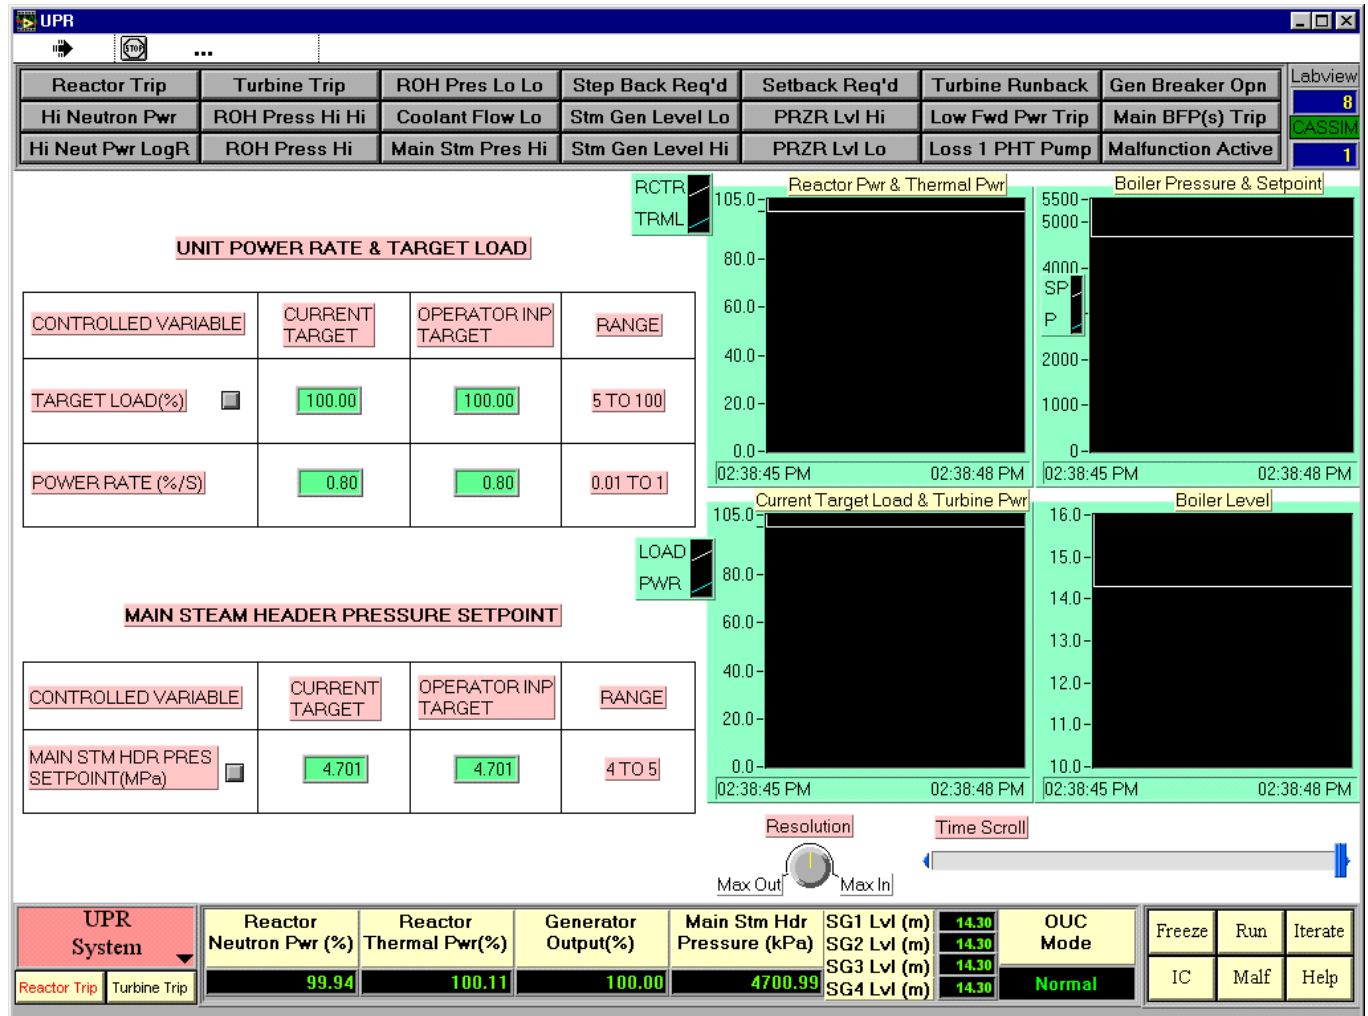 UPR
STOP
...
Reactor Trip Turbine Trip ROH Pres Lo Lo Step Back Req'd Setback Req'd Turbine Runback Gen Breaker Opn Labview
8
Hi Neutron Pwr ROH Press Hi Hi Coolant Flow Lo Stm Gen Level Lo PRZR Lvl Hi Low Fwd Pwr Trip Main BFP(s) Trip CASSIM
Hi Neut Pwr LogR ROH Press Hi Main Stm Pres Hi Stm Gen Level Hi PRZR Lvl Lo Loss 1 PHT Pump Malfunction Active 1
UNIT POWER RATE & TARGET LOAD
CONTROLLED VARIABLE CURRENT TARGET OPERATOR INP TARGET RANGE
TARGET LOAD(%) 100.00 100.00 5 TO 100
POWER RATE (%/S) 0.80 0.80 0.01 TO 1
MAIN STEAM HEADER PRESSURE SETPOINT
CONTROLLED VARIABLE CURRENT TARGET OPERATOR INP TARGET RANGE
MAIN STM HDR PRES
SETPOINT(MPa) 4.701 4.701 4 TO 5
RCTR
TRML
Reactor Pwr & Thermal Pwr
105.0
80.0
60.0
40.0
20.0
0.0
02:38:45 PM 02:38:48 PM
Boiler Pressure & Setpoint
5500
5000
4000
SP
P
2000
1000
0
02:38:45 PM 02:38:48 PM
LOAD
PWR
Current Target Load & Turbine Pwr
105.0
80.0
60.0
40.0
20.0
0.0
02:38:45 PM 02:38:48 PM
Boiler Level
16.0
15.0
14.0
13.0
12.0
11.0
10.0
02:38:45 PM 02:38:48 PM
Resolution
Max Out Max In
Time Scroll
UPR
System
Reactor Trip Turbine Trip
Reactor
Neutron Pwr (%)
99.94
Reactor
Thermal Pwr(%)
100.11
Generator
Output(%)
100.00
Main Stm Hdr
Pressure (kPa)
4700.99
SG1 Lvl (m) 14.30
SG2 Lvl (m) 14.30
SG3 Lvl (m) 14.30
SG4 Lvl (m) 14.30
OUC
Mode
Normal
Freeze Run Iterate
IC Malf Help